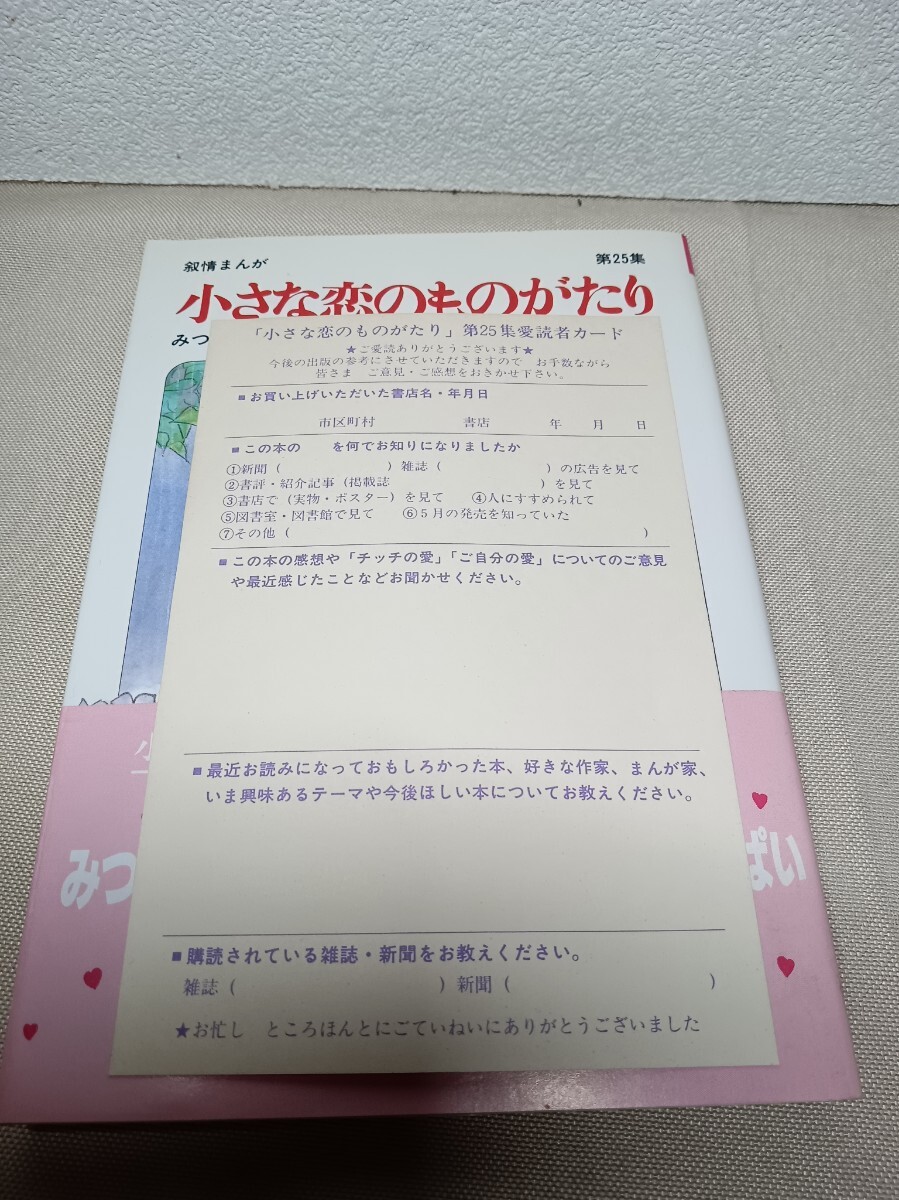 叙情まんが
第25集
小さな恋のものがたり
みつ
「小さな恋のものがたり」第25集愛読者カード
★ご愛読ありがとうございます★
今後の出版の参考にさせていただきますので　お手数ながら
皆さま　ご意見・ご感想をおきかせ下さい。
■お買い上げいただいた書店名・年月日
市区町村　書店　年　月　日
■この本の　を何でお知りになりましたか
①新聞（　）雑誌（　）の広告を見て
②書評・紹介記事（掲載誌　）を見て
③書店で（実物・ポスター）を見て　④人にすすめられて
⑤図書室・図書館で見て　⑥５月の発売を知っていた
⑦その他（　）
■この本の感想や「チッチの愛」「ご自分の愛」についてのご意見
や最近感じたことなどお聞かせください。
■最近お読みになっておもしろかった本、好きな作家、まんが家、
いま興味あるテーマや今後ほしい本についてお教えください。
みつ
ぱい
■購読されている雑誌・新聞をお教えください。
雑誌（　）新聞（　）
★お忙し　ところほんとにごていねいにありがとうございました